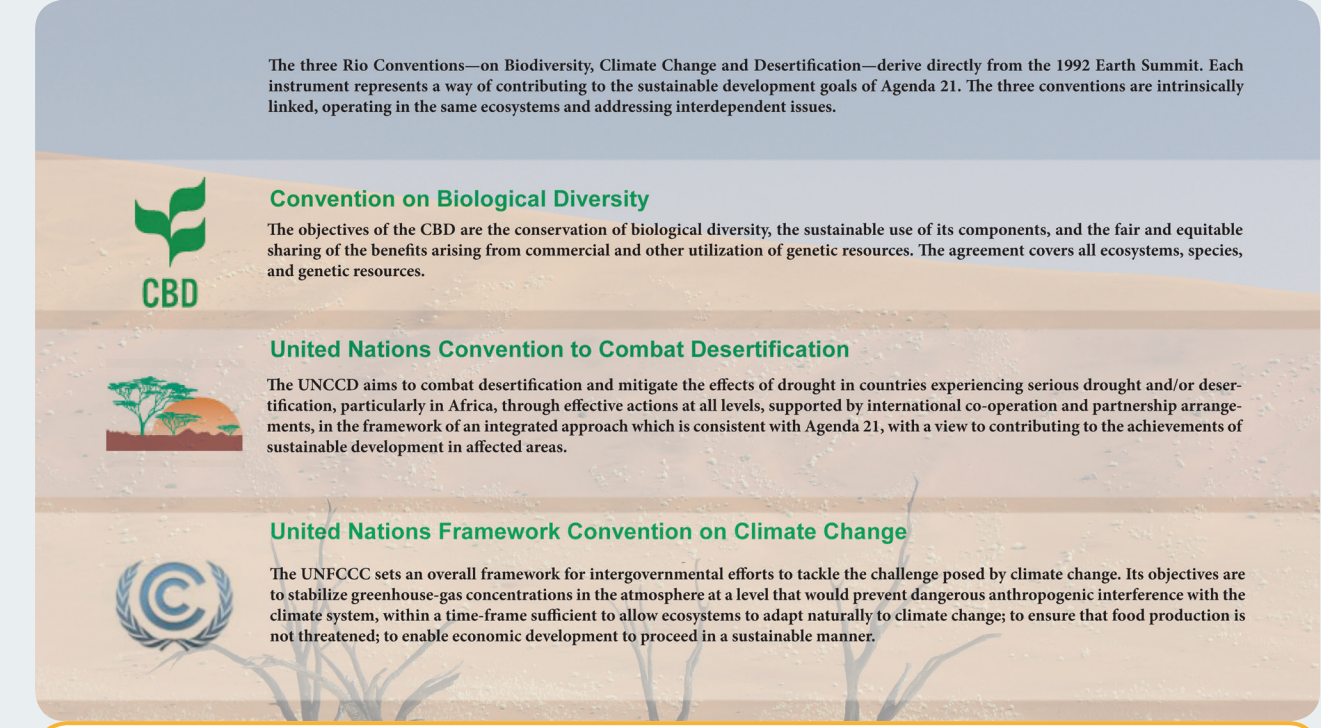 The three Rio Conventions—on Biodiversity, Climate Change and Desertification—derive directly from the 1992 Earth Summit. Each
instrument represents a way of contributing to the sustainable development goals of Agenda 21. The three conventions are intrinsically
linked, operating in the same ecosystems and addressing interdependent issues.
Convention on Biological Diversity
The objectives of the CBD are the conservation of biological diversity, the sustainable use of its components, and the fair and equitable
sharing of the benefits arising from commercial and other utilization of genetic resources. The agreement covers all ecosystems, species,
and genetic resources.
CBD
United Nations Convention to Combat Desertification
The UNCCD aims to combat desertification and mitigate the effects of drought in countries experiencing serious drought and/or deser-
tification, particularly in Africa, through effective actions at all levels, supported by international co-operation and partnership arrange-
ments, in the framework of an integrated approach which is consistent with Agenda 21, with a view to contributing to the achievements of
sustainable development in affected areas.
United Nations Framework Convention on Climate Change
The UNFCCC sets an overall framework for intergovernmental efforts to tackle the challenge posed by climate change. Its objectives are
to stabilize greenhouse-gas concentrations in the atmosphere at a level that would prevent dangerous anthropogenic interference with the
climate system, within a time-frame sufficient to allow ecosystems to adapt naturally to climate change; to ensure that food production is
not threatened; to enable economic development to proceed in a sustainable manner.